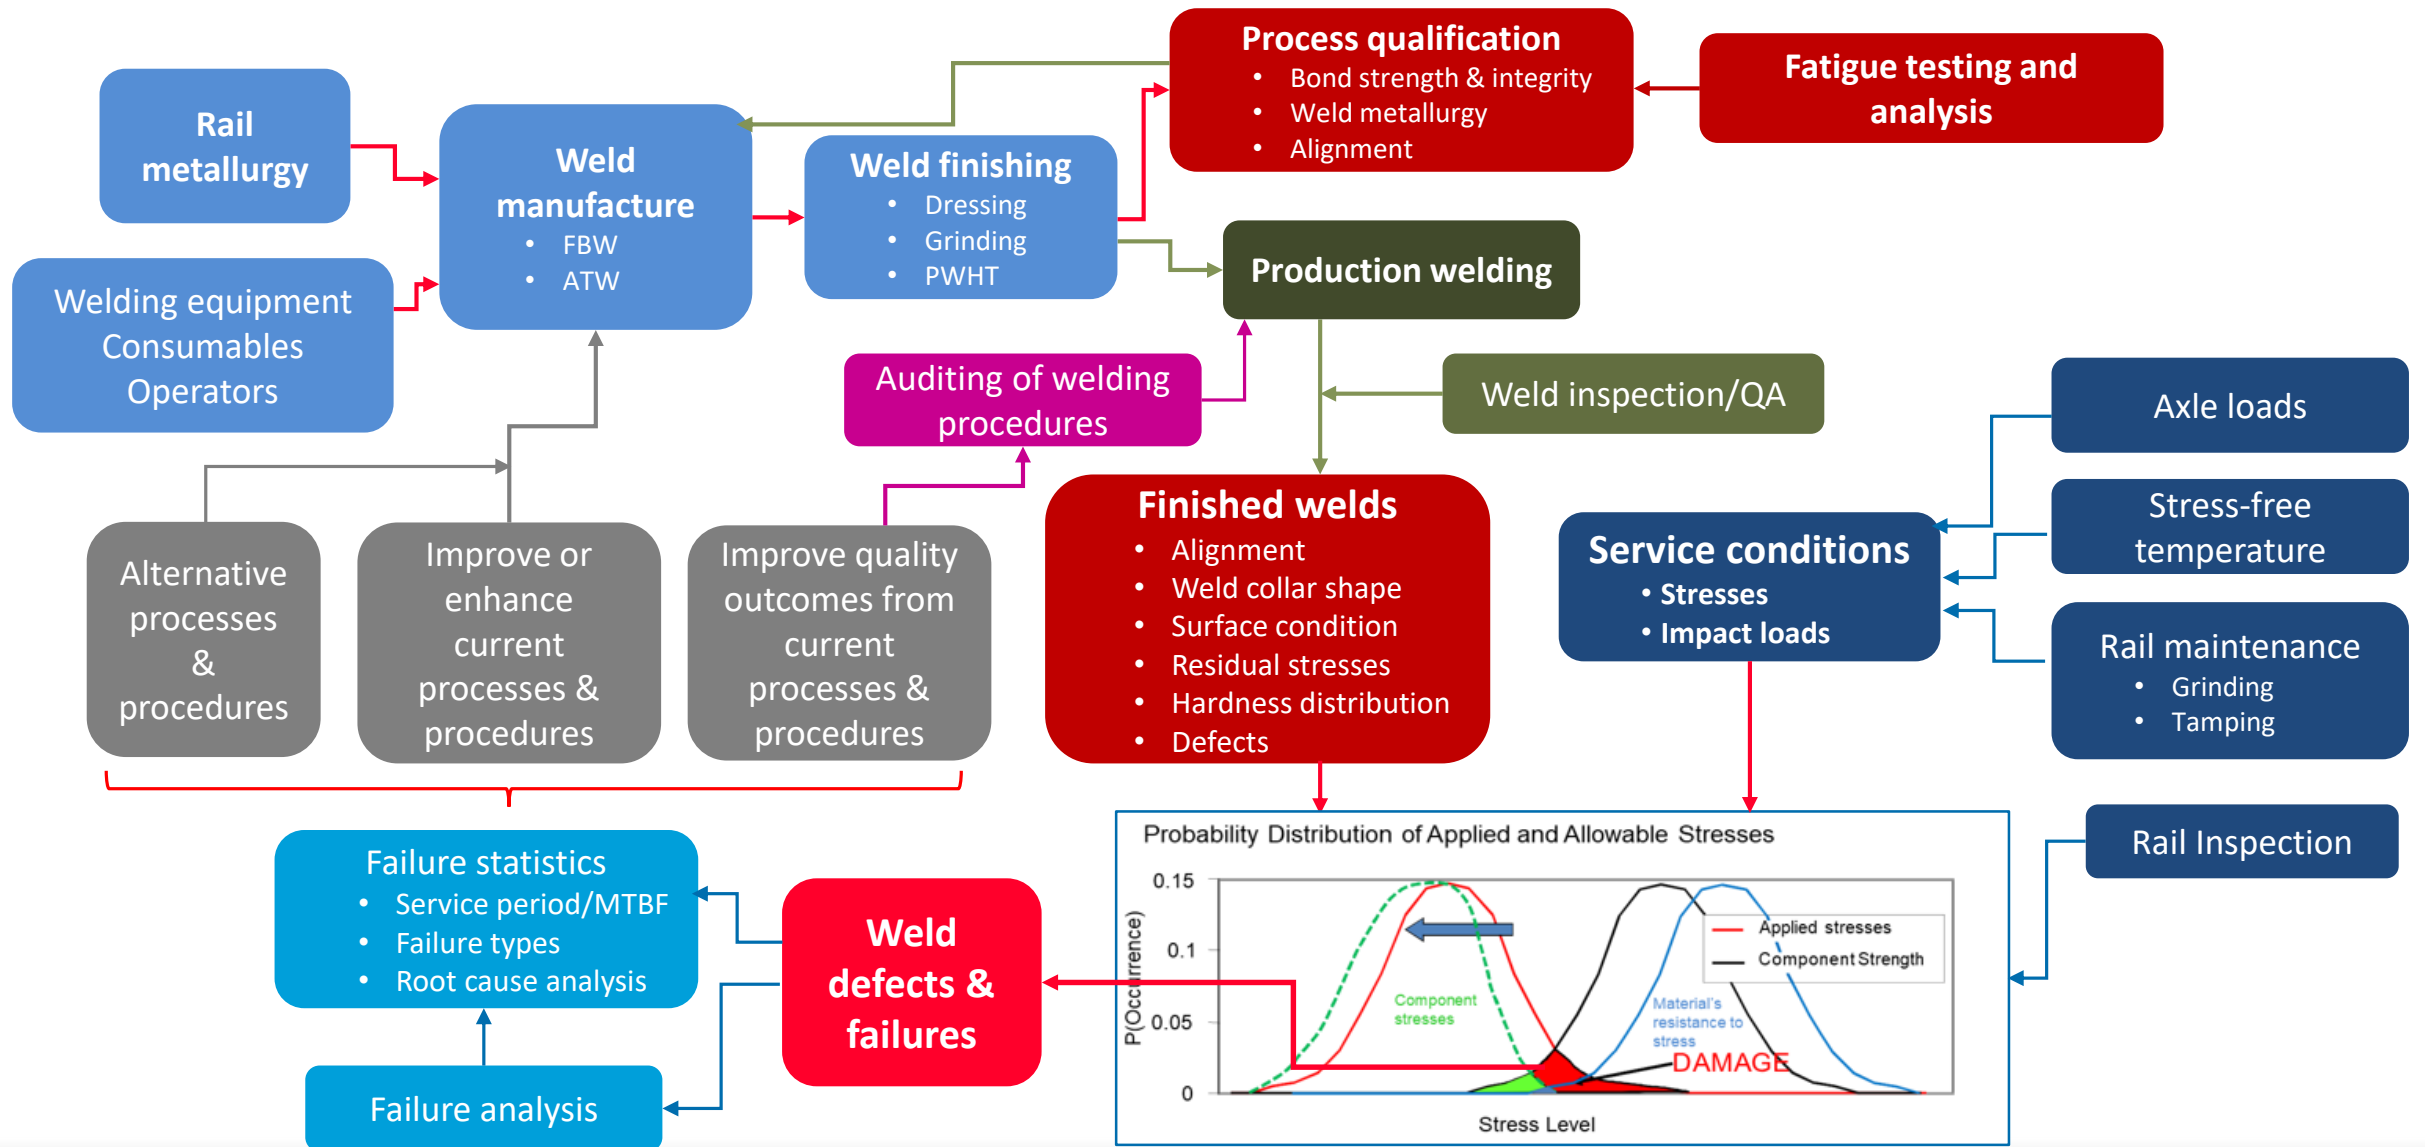 Process qualification
• Bond strength & integrity
• Weld metallurgy
• Alignment
Fatigue testing and
analysis
Rail
metallurgy
Weld
manufacture
• FBW
• ATW
Weld finishing
• Dressing
• Grinding
• PWHT
Production welding
Welding equipment
Consumables
Operators
Auditing of welding
procedures
Weld inspection/QA
Axle loads
Stress-free
temperature
Rail maintenance
• Grinding
• Tamping
Alternative
processes
&
procedures
Improve or
enhance
current
processes &
procedures
Improve quality
outcomes from
current
processes &
procedures
Finished welds
• Alignment
• Weld collar shape
• Surface condition
• Residual stresses
• Hardness distribution
• Defects
Service conditions
• Stresses
• Impact loads
Rail Inspection
Failure statistics
• Service period/MTBF
• Failure types
• Root cause analysis
Weld
defects &
failures
Failure analysis
Probability Distribution of Applied and Allowable Stresses
P(Occurrence)
0.15
0.1
0.05
0
Applied stresses
Component Strength
Component
stresses
Material's
resistance to
stress
DAMAGE
Stress Level